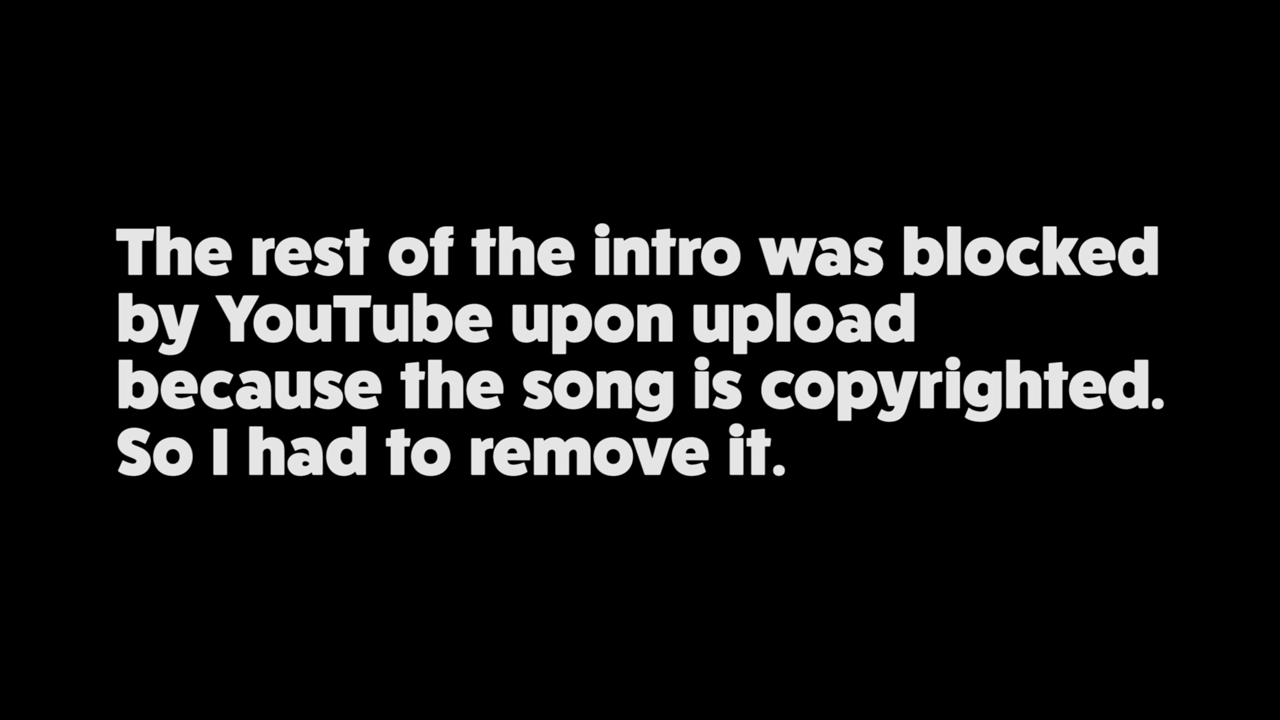 The rest of the intro was blocked
by YouTube upon upload
because the song is copyrighted.
So I had to remove it.